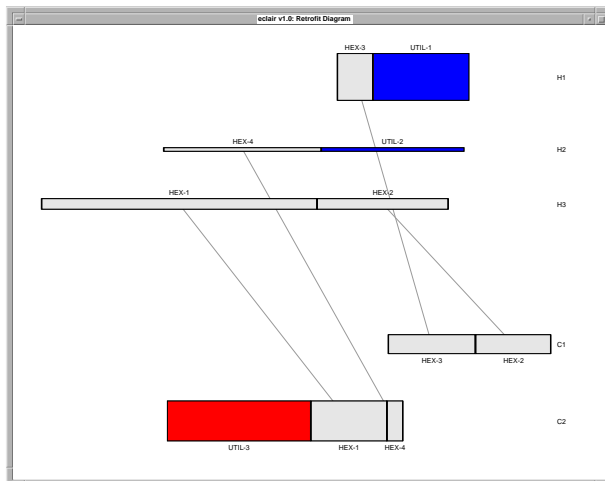 eclair v1.0: Retrofit Diagram
HEX-3 UTIL-1
H1
HEX-4 UTIL-2
H2
HEX-1 HEX-2
H3
C1
HEX-3 HEX-2
C2
UTIL-3 HEX-1 HEX-4